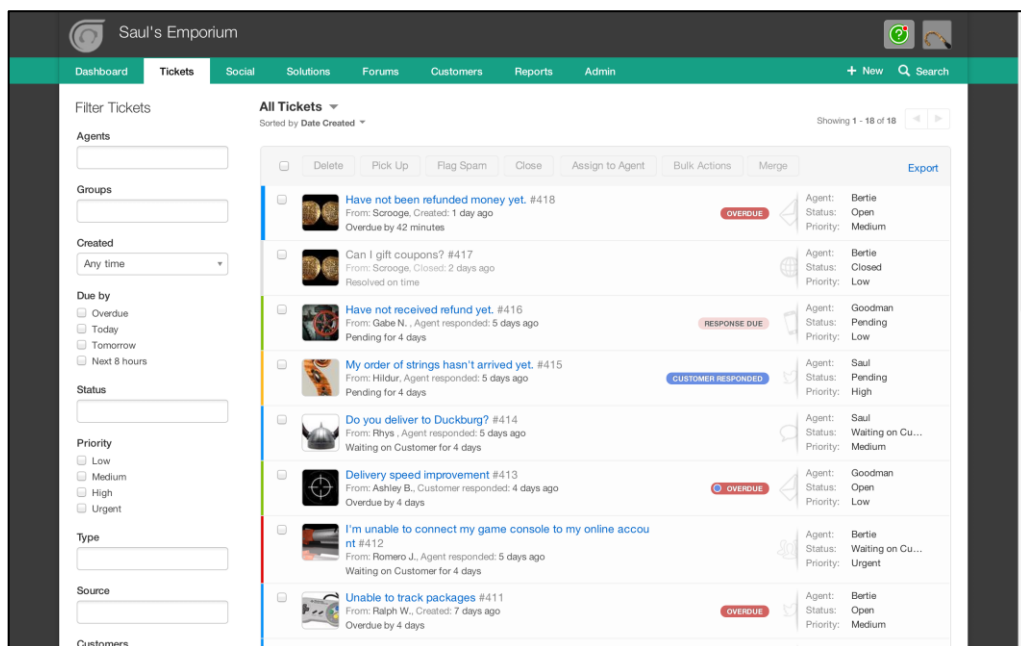 Saul's Emporium
Dashboard Tickets Social Solutions Forums Customers Reports Admin + New Search
Filter Tickets
Agents
Groups
Created
Any time
Due by
Overdue
Today
Tomorrow
Next 8 hours
Status
Priority
Low
Medium
High
Urgent
Type
Source
Customers
All Tickets
Sorted by Date Created
Showing 1 - 18 of 18
Delete Pick Up Flag Spam Close Assign to Agent Bulk Actions Merge Export
Have not been refunded money yet. #418
From: Scrooge, Created: 1 day ago
Overdue by 42 minutes
OVERDUE
Agent: Bertie
Status: Open
Priority: Medium
Can I gift coupons? #417
From: Scrooge, Closed: 2 days ago
Resolved on time
Agent: Bertie
Status: Closed
Priority: Low
Have not received refund yet. #416
From: Gabe N. , Agent responded: 5 days ago
Pending for 4 days
RESPONSE DUE
Agent: Goodman
Status: Pending
Priority: Low
My order of strings hasn't arrived yet. #415
From: Hildur, Agent responded: 5 days ago
Pending for 4 days
CUSTOMER RESPONDED
Agent: Saul
Status: Pending
Priority: High
Do you deliver to Duckburg? #414
From: Rhys , Agent responded: 5 days ago
Waiting on Customer for 4 days
Agent: Saul
Status: Waiting on Cu...
Priority: Medium
Delivery speed improvement #413
From: Ashley B., Customer responded: 4 days ago
Overdue by 4 days
OVERDUE
Agent: Goodman
Status: Open
Priority: Low
I'm unable to connect my game console to my online accou
nt #412
From: Romero J., Agent responded: 5 days ago
Waiting on Customer for 4 days
Agent: Bertie
Status: Waiting on Cu...
Priority: Urgent
Unable to track packages #411
From: Ralph W., Created: 7 days ago
Overdue by 4 days
OVERDUE
Agent: Bertie
Status: Open
Priority: Medium